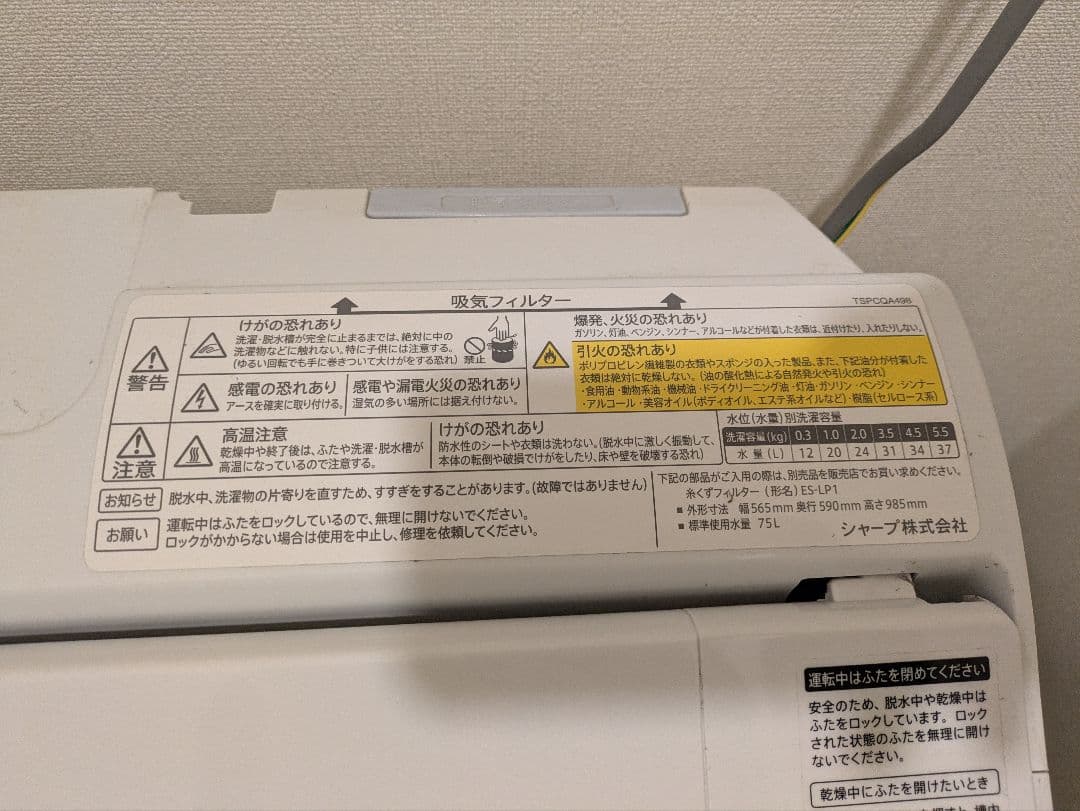 吸気フィルター
TSPCQA498
警告
けがの恐れあり
洗濯・脱水槽が完全に止まるまでは、絶対に中の
洗濯物などに触れない。特に子供には注意する。
(ゆるい回転でも手に巻きついて大けがをする恐れ)
禁止
感電の恐れあり
アースを確実に取り付ける。
感電や漏電火災の恐れあり
湿気の多い場所には据え付けない。
爆発、火災の恐れあり
ガソリン、灯油、ベンジン、シンナー、アルコールなどが付着した衣類は、近付けたり、入れたりしない。
引火の恐れあり
ポリプロピレン繊維製の衣類やスポンジの入った製品、また、下記油分が付着した
衣類は絶対に乾燥しない。(油の酸化熱による自然発火や引火の恐れ)
・食用油・動物系油・機械油・ドライクリーニング油・灯油・ガソリン・ベンジン・シンナー
・アルコール・美容オイル(ボディオイル、エステ系オイルなど)・樹脂(セルロース系)
注意
高温注意
乾燥中や終了後は、ふたや洗濯・脱水槽が
高温になっているので注意する。
けがの恐れあり
防水性のシートや衣類は洗わない。(脱水中に激しく振動して、
本体の転倒や破損でけがをしたり、床や壁を破壊する恐れ)
水位(水量)別洗濯容量
洗濯容量(kg) 0.3 1.0 2.0 3.5 4.5 5.5
水 量(L) 12 20 24 31 34 37
お知らせ 脱水中、洗濯物の片寄りを直すため、すすぎをすることがあります。(故障ではありません)
お願い
運転中はふたをロックしているので、無理に開けないでください。
ロックがかからない場合は使用を中止し、修理を依頼してください。
下記の部品がご入用の際は、別売品を販売店でお買い求めください。
糸くずフィルター(形名)ES-LP1
■ 外形寸法 幅565mm 奥行590mm 高さ985mm
■ 標準使用水量 75L
シャープ株式会社
運転中はふたを閉めてください
安全のため、脱水中や乾燥中は
ふたをロックしています。ロック
された状態のふたを無理に開け
ないでください。
乾燥中にふたを開けたいとき